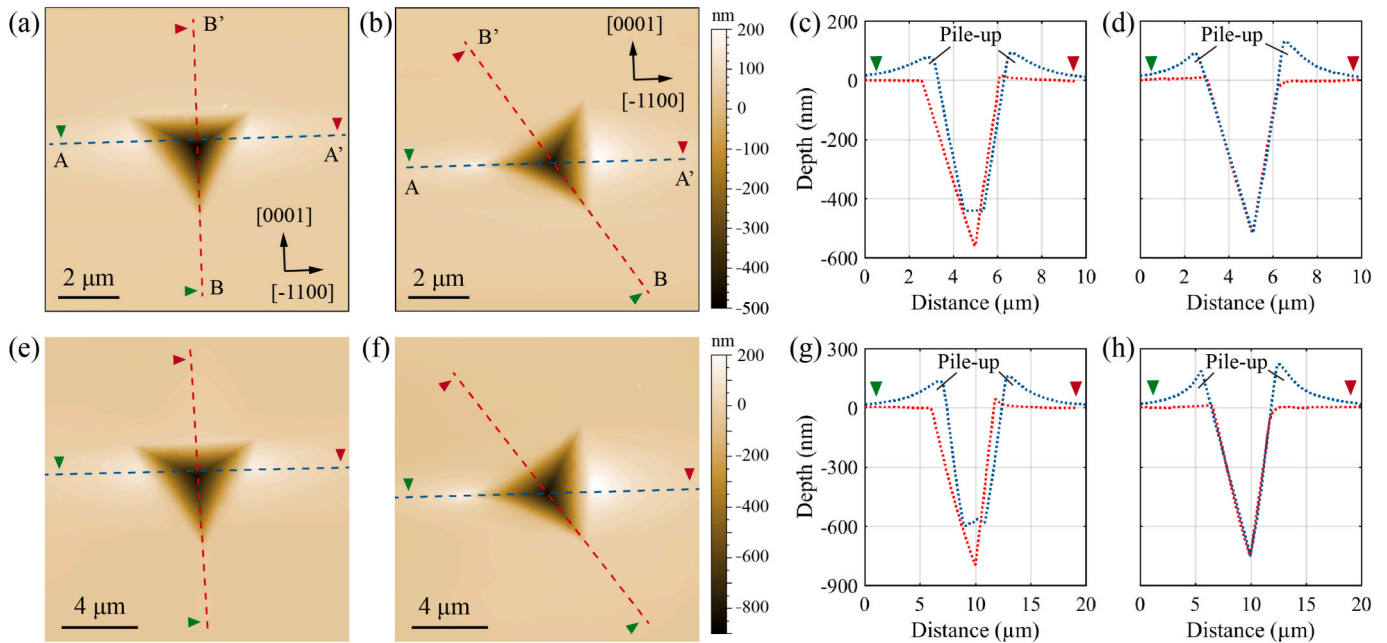 (a)
B'
A
A'
[0001]
[-1100]
B
2 μm
(b)
B'
[0001]
[-1100]
A
A'
B
2 μm
nm
200
100
0
-100
-200
-300
-400
-500
(c)
200
0
-200
-400
-600
Depth (nm)
Pile-up
0 2 4 6 8 10
Distance (μm)
(d)
Pile-up
0 2 4 6 8 10
Distance (μm)
(e)
4 μm
(f)
4 μm
nm
200
0
-200
-400
-600
-800
(g)
300
0
-300
-600
-900
Depth (nm)
Pile-up
0 5 10 15 20
Distance (μm)
(h)
Pile-up
0 5 10 15 20
Distance (μm)